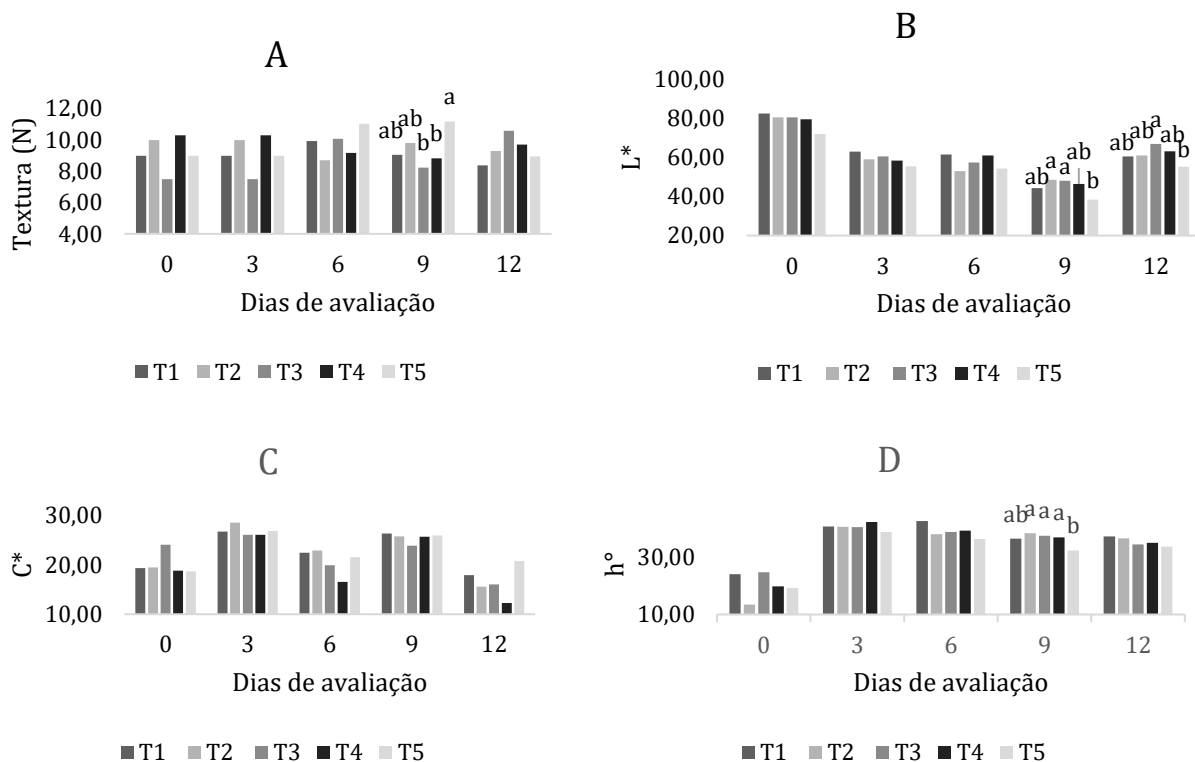 A
Textura (N)
12,00
10,00
8,00
6,00
4,00
ab
ab
b
b
a
0 3 6 9 12
Dias de avaliação
T1 T2 T3 T4 T5
B
L*
100,00
80,00
60,00
40,00
20,00
ab
a
a
ab
b
ab
ab
a
ab
b
0 3 6 9 12
Dias de avaliação
T1 T2 T3 T4 T5
C
C*
30,00
20,00
10,00
0 3 6 9 12
Dias de avaliação
T1 T2 T3 T4 T5
D
h°
30,00
10,00
ab
a
a
a
b
0 3 6 9 12
Dias de avaliação
T1 T2 T3 T4 T5